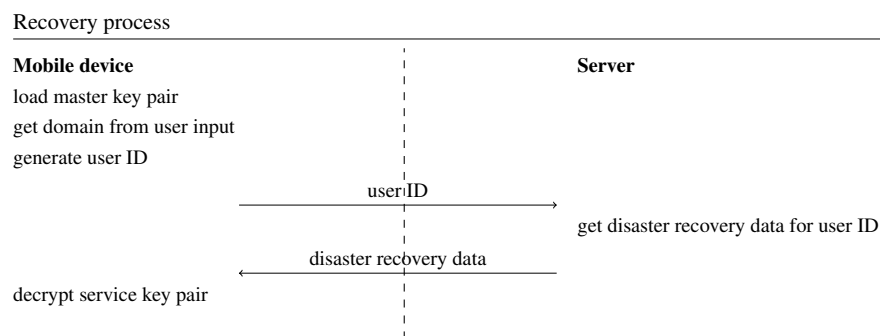 Recovery process
Mobile device
Server
load master key pair
get domain from user input
generate user ID
user ID
get disaster recovery data for user ID
disaster recovery data
decrypt service key pair